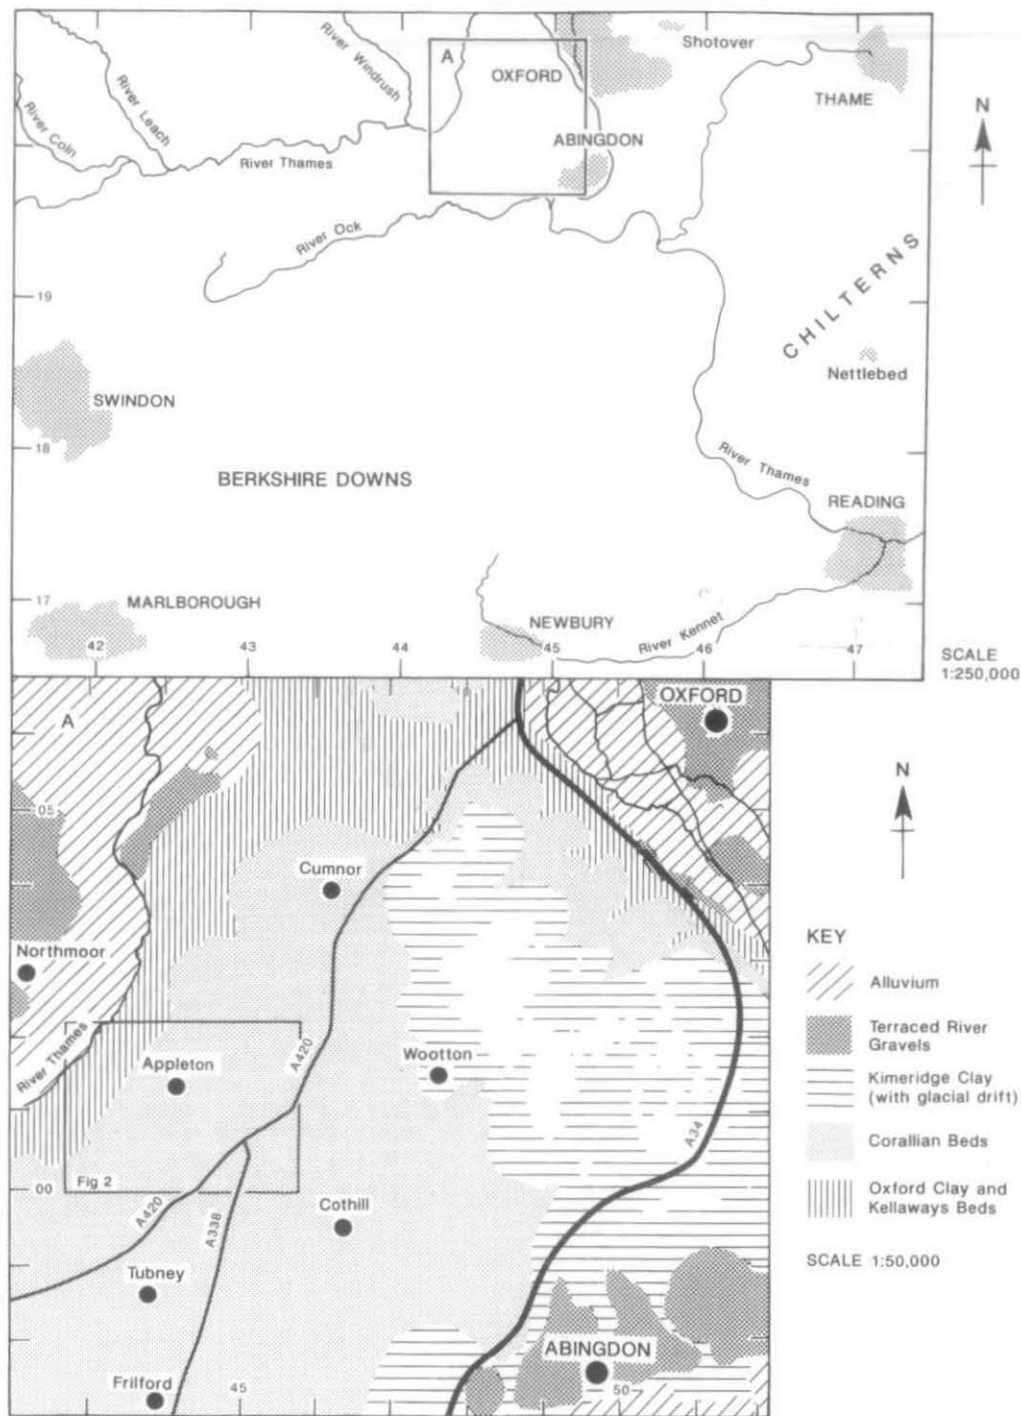 A
OXFORD
Shotover
THAME
River Windrush
River Leach
River Coln
River Thames
ABINGDON
N
River Ock
CHILTERNS
19
SWINDON
Nettlebed
18
River Thames
BERKSHIRE DOWNS
READING
17
MARLBOROUGH
NEWBURY
River Kennet
42
43
44
45
46
47
SCALE
1:250,000
A
OXFORD
05
Cumnor
N
Northmoor
River Thames
Appleton
A420
Wootton
A34
00
Fig 2
A420
A338
Cothill
Tubney
ABINGDON
Frilford
45
50
KEY
Alluvium
Terraced River
Gravels
Kimeridge Clay
(with glacial drift)
Corallian Beds
Oxford Clay and
Kellaways Beds
SCALE 1:50,000